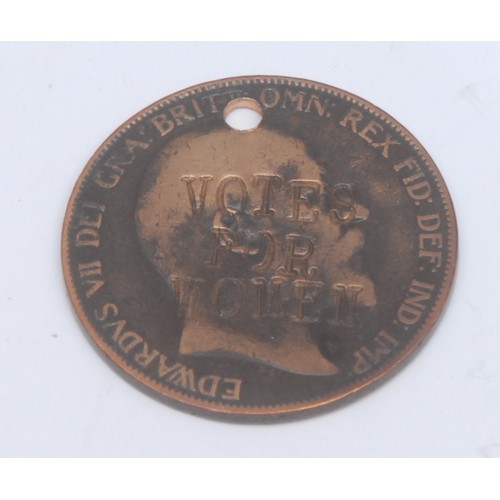 EDWARDVS VII DEI GRA: BRITT: OMN: REX FID: DEF: IND: IMP:
VOTES
FOR
WOMEN